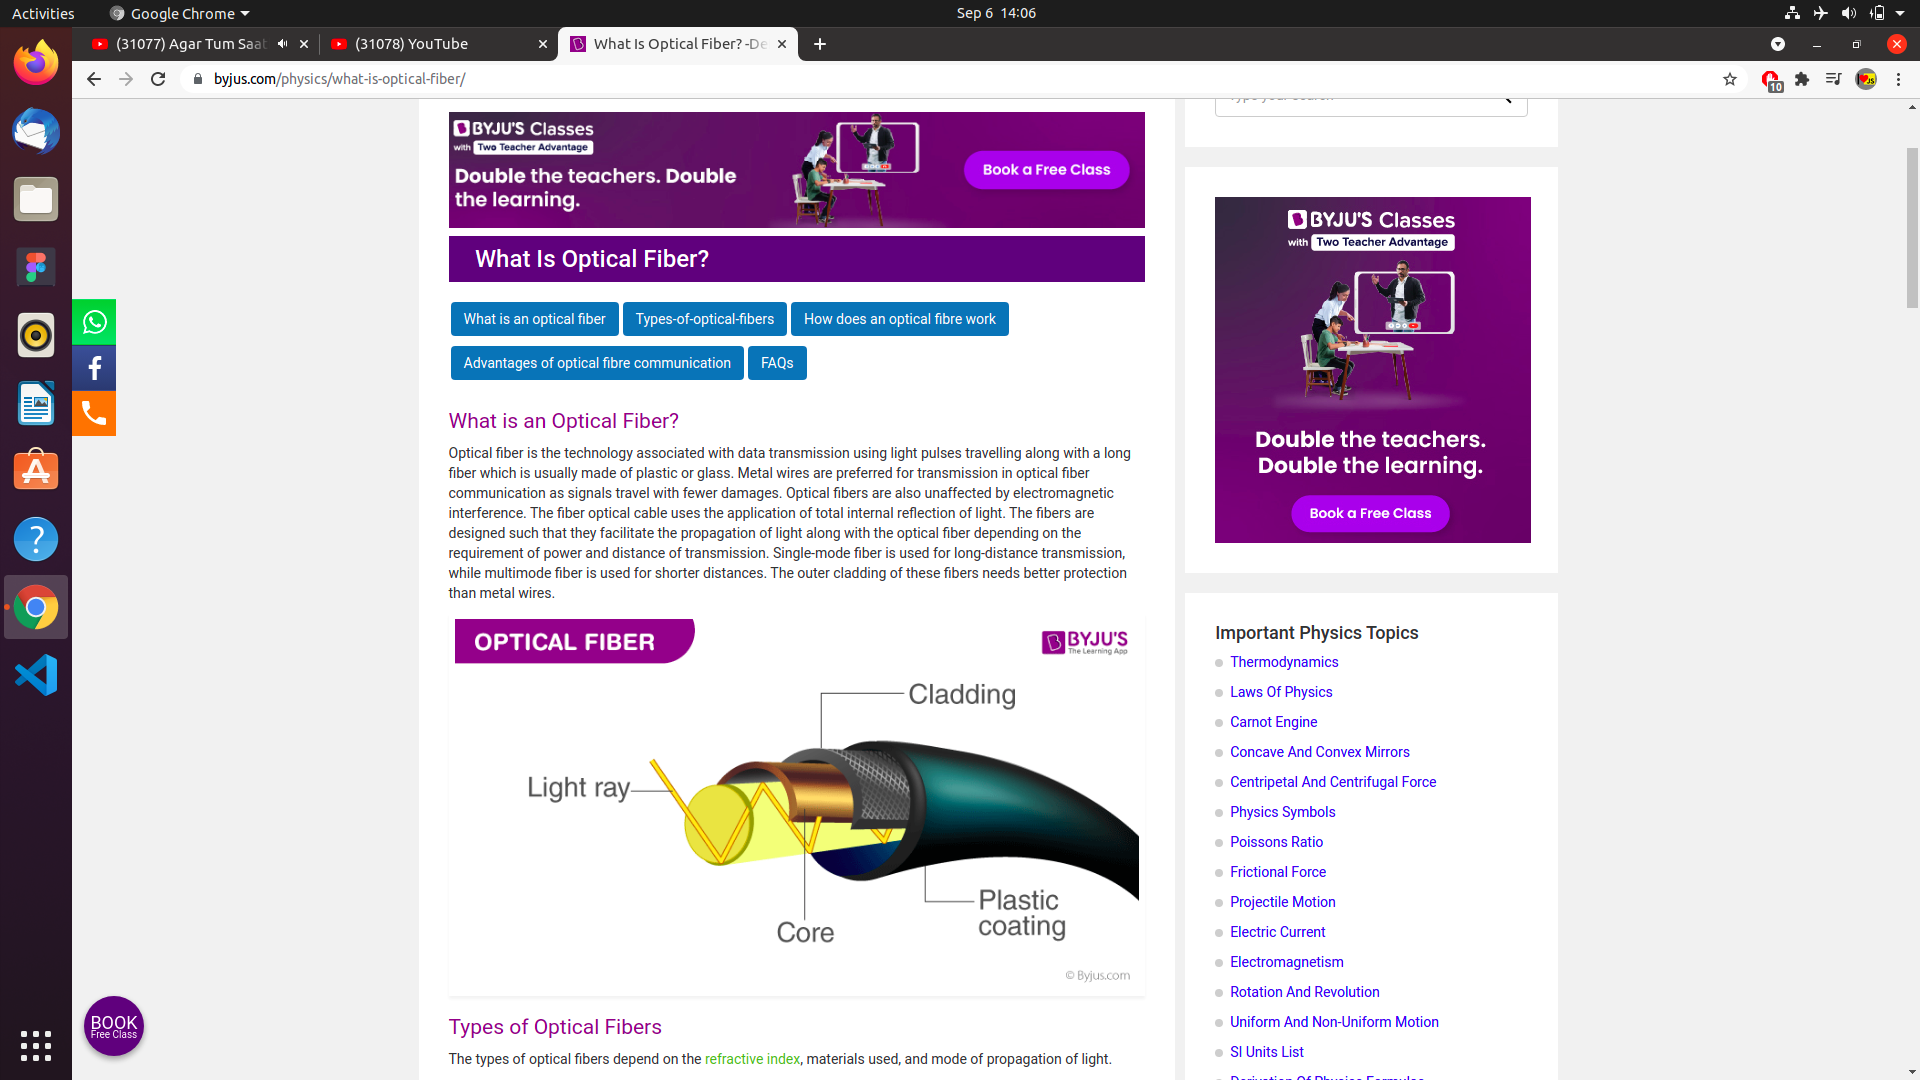 Activities
Google Chrome
Sep 6 14:06
(31077) Agar Tum Saat
(31078) YouTube
What Is Optical Fiber? -De
byjus.com/physics/what-is-optical-fiber/
10
JS
BYJU'S Classes
with Two Teacher Advantage
Double the teachers. Double
the learning.
Book a Free Class
What Is Optical Fiber?
What is an optical fiber
Types-of-optical-fibers
How does an optical fibre work
Advantages of optical fibre communication
FAQs
What is an Optical Fiber?
Optical fiber is the technology associated with data transmission using light pulses travelling along with a long
fiber which is usually made of plastic or glass. Metal wires are preferred for transmission in optical fiber
communication as signals travel with fewer damages. Optical fibers are also unaffected by electromagnetic
interference. The fiber optical cable uses the application of total internal reflection of light. The fibers are
designed such that they facilitate the propagation of light along with the optical fiber depending on the
requirement of power and distance of transmission. Single-mode fiber is used for long-distance transmission,
while multimode fiber is used for shorter distances. The outer cladding of these fibers needs better protection
than metal wires.
OPTICAL FIBER
BYJU'S
The Learning App
Cladding
Light ray
Plastic
coating
Core
© Byjus.com
Types of Optical Fibers
The types of optical fibers depend on the refractive index, materials used, and mode of propagation of light.
BOOK
Free Class
Type your search
BYJU'S Classes
with Two Teacher Advantage
Double the teachers.
Double the learning.
Book a Free Class
Important Physics Topics
Thermodynamics
Laws Of Physics
Carnot Engine
Concave And Convex Mirrors
Centripetal And Centrifugal Force
Physics Symbols
Poissons Ratio
Frictional Force
Projectile Motion
Electric Current
Electromagnetism
Rotation And Revolution
Uniform And Non-Uniform Motion
SI Units List
Derivation Of Physics Formulas